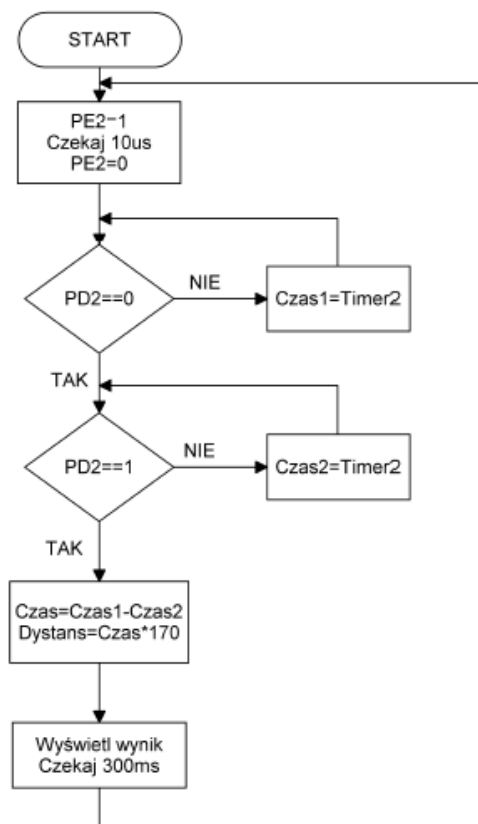 START
PE2=1
Czekaj 10us
PE2=0
PD2==0
NIE
Czas1=Timer2
TAK
PD2==1
NIE
Czas2=Timer2
TAK
Czas=Czas1-Czas2
Dystans=Czas*170
Wyświetl wynik
Czekaj 300ms